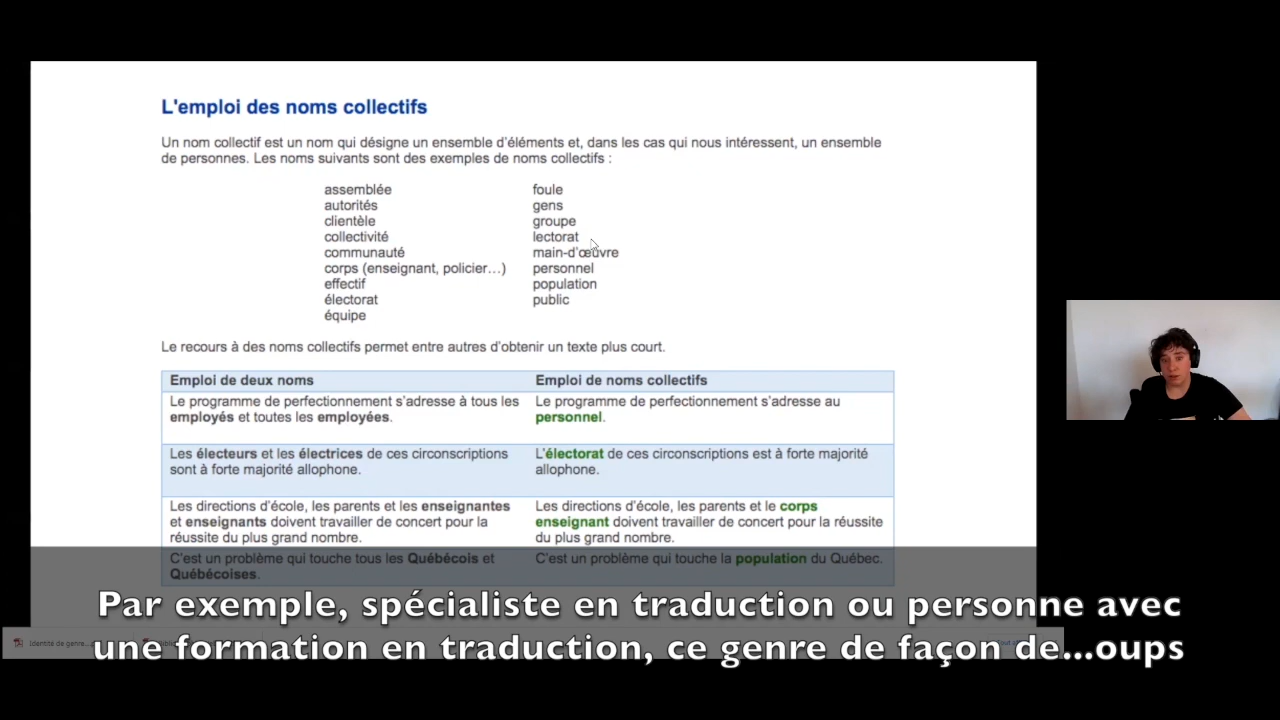 L'emploi des noms collectifs
Un nom collectif est un nom qui désigne un ensemble d'éléments et, dans les cas qui nous intéressent, un ensemble
de personnes. Les noms suivants sont des exemples de noms collectifs :
assemblée
autorités
clientèle
collectivité
communauté
corps (enseignant, policier…)
effectif
électorat
équipe
foule
gens
groupe
lectorat
main-d'œuvre
personnel
population
public
Le recours à des noms collectifs permet entre autres d'obtenir un texte plus court.
Emploi de deux noms
Emploi de noms collectifs
Le programme de perfectionnement s'adresse à tous les
employés et toutes les employées.
Le programme de perfectionnement s'adresse au
personnel.
Les électeurs et les électrices de ces circonscriptions
sont à forte majorité allophone.
L'électorat de ces circonscriptions est à forte majorité
allophone.
Les directions d'école, les parents et les enseignantes
et enseignants doivent travailler de concert pour la
réussite du plus grand nombre.
Les directions d'école, les parents et le corps
enseignant doivent travailler de concert pour la réussite
du plus grand nombre.
C'est un problème qui touche tous les Québécois et
Québécoises.
C'est un problème qui touche la population du Québec.
Par exemple, spécialiste en traduction ou personne avec
une formation en traduction, ce genre de façon de...oups
Identité de genre...